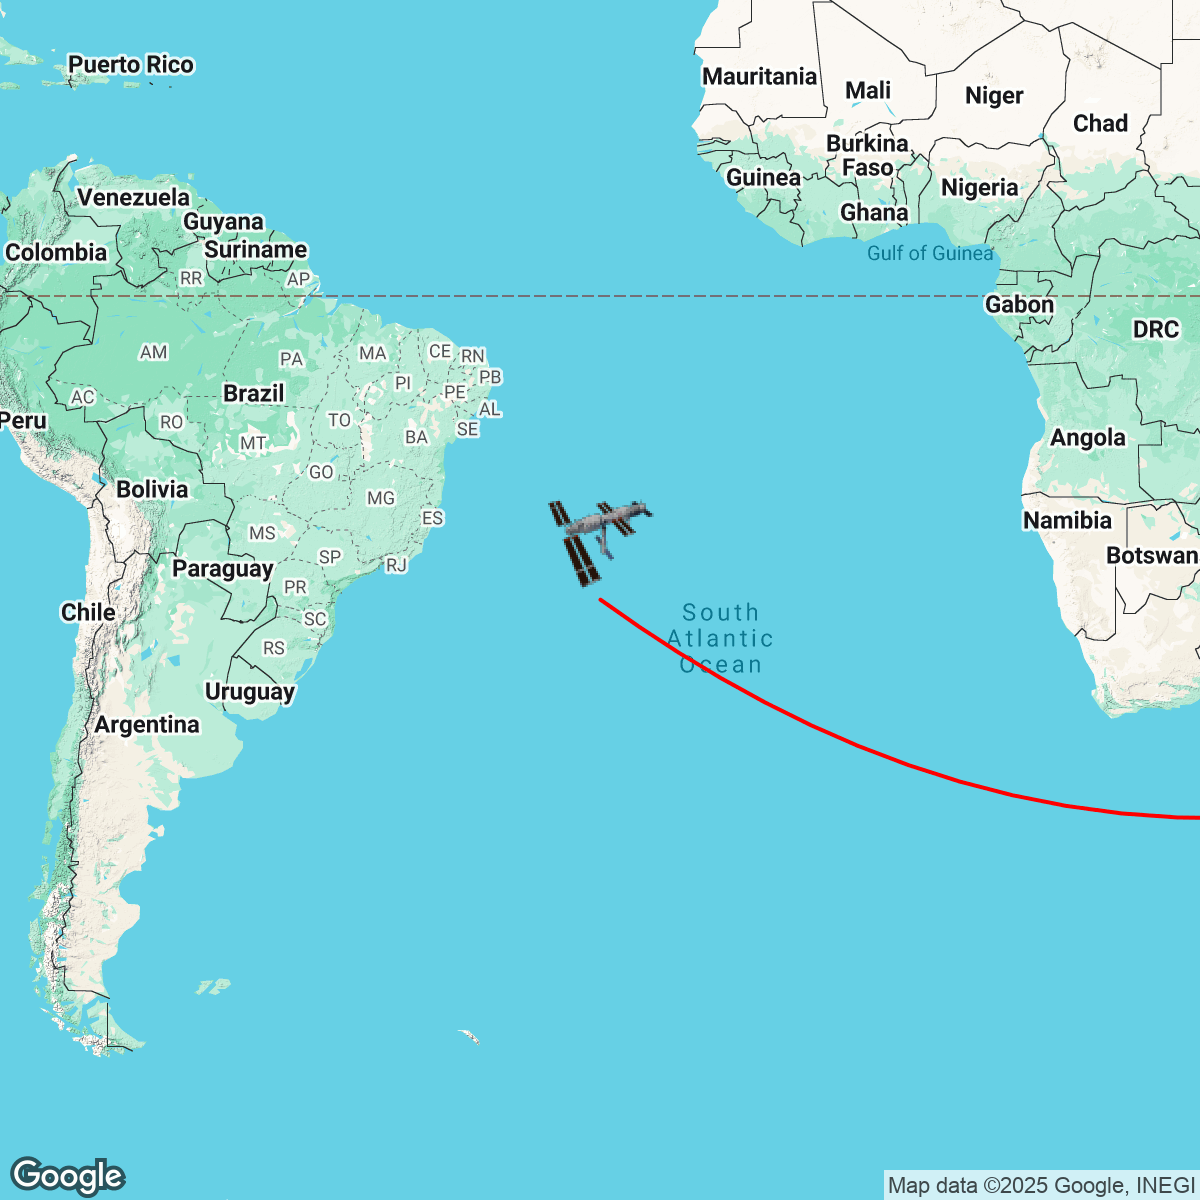 Puerto Rico
Mauritania
Mali
Niger
Chad
Burkina
Faso
Guinea
Nigeria
Venezuela
Ghana
Guyana
Colombia
Suriname
Gulf of Guinea
RR
AP
Gabon
DRC
AM
PA
MA
CE
RN
PI
PB
PE
AC
Brazil
AL
Peru
RO
TO
SE
MT
BA
Angola
GO
Bolivia
MG
ES
Namibia
MS
SP
RJ
Botswan
Paraguay
PR
Chile
SC
South
Atlantic
Ocean
RS
Uruguay
Argentina
Google
Map data ©2025 Google, INEGI